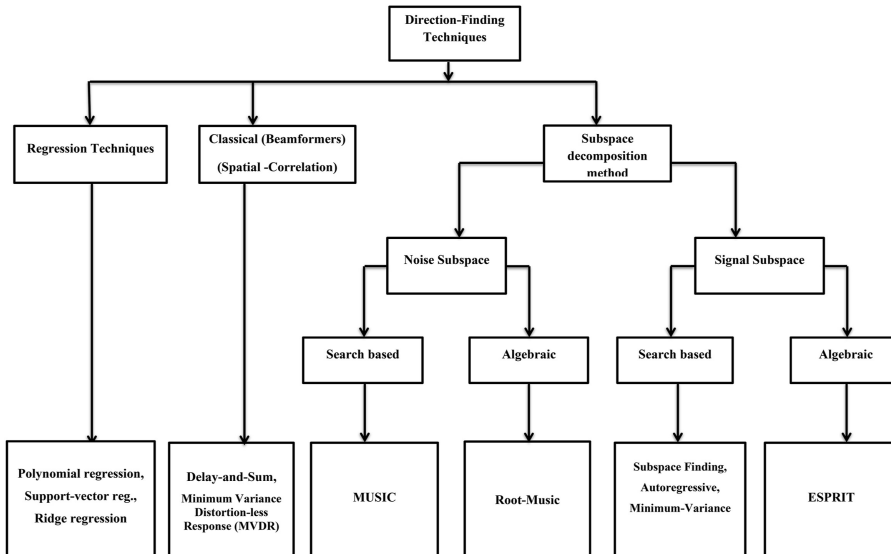 Direction-Finding
Techniques
Regression Techniques
Classical (Beamformers)
(Spatial -Correlation)
Subspace
decomposition
method
Noise Subspace
Signal Subspace
Search based
Algebraic
Search based
Algebraic
Polynomial regression,
Support-vector reg.,
Ridge regression
Delay-and-Sum,
Minimum Variance
Distortion-less
Response (MVDR)
MUSIC
Root-Music
Subspace Finding,
Autoregressive,
Minimum-Variance
ESPRIT